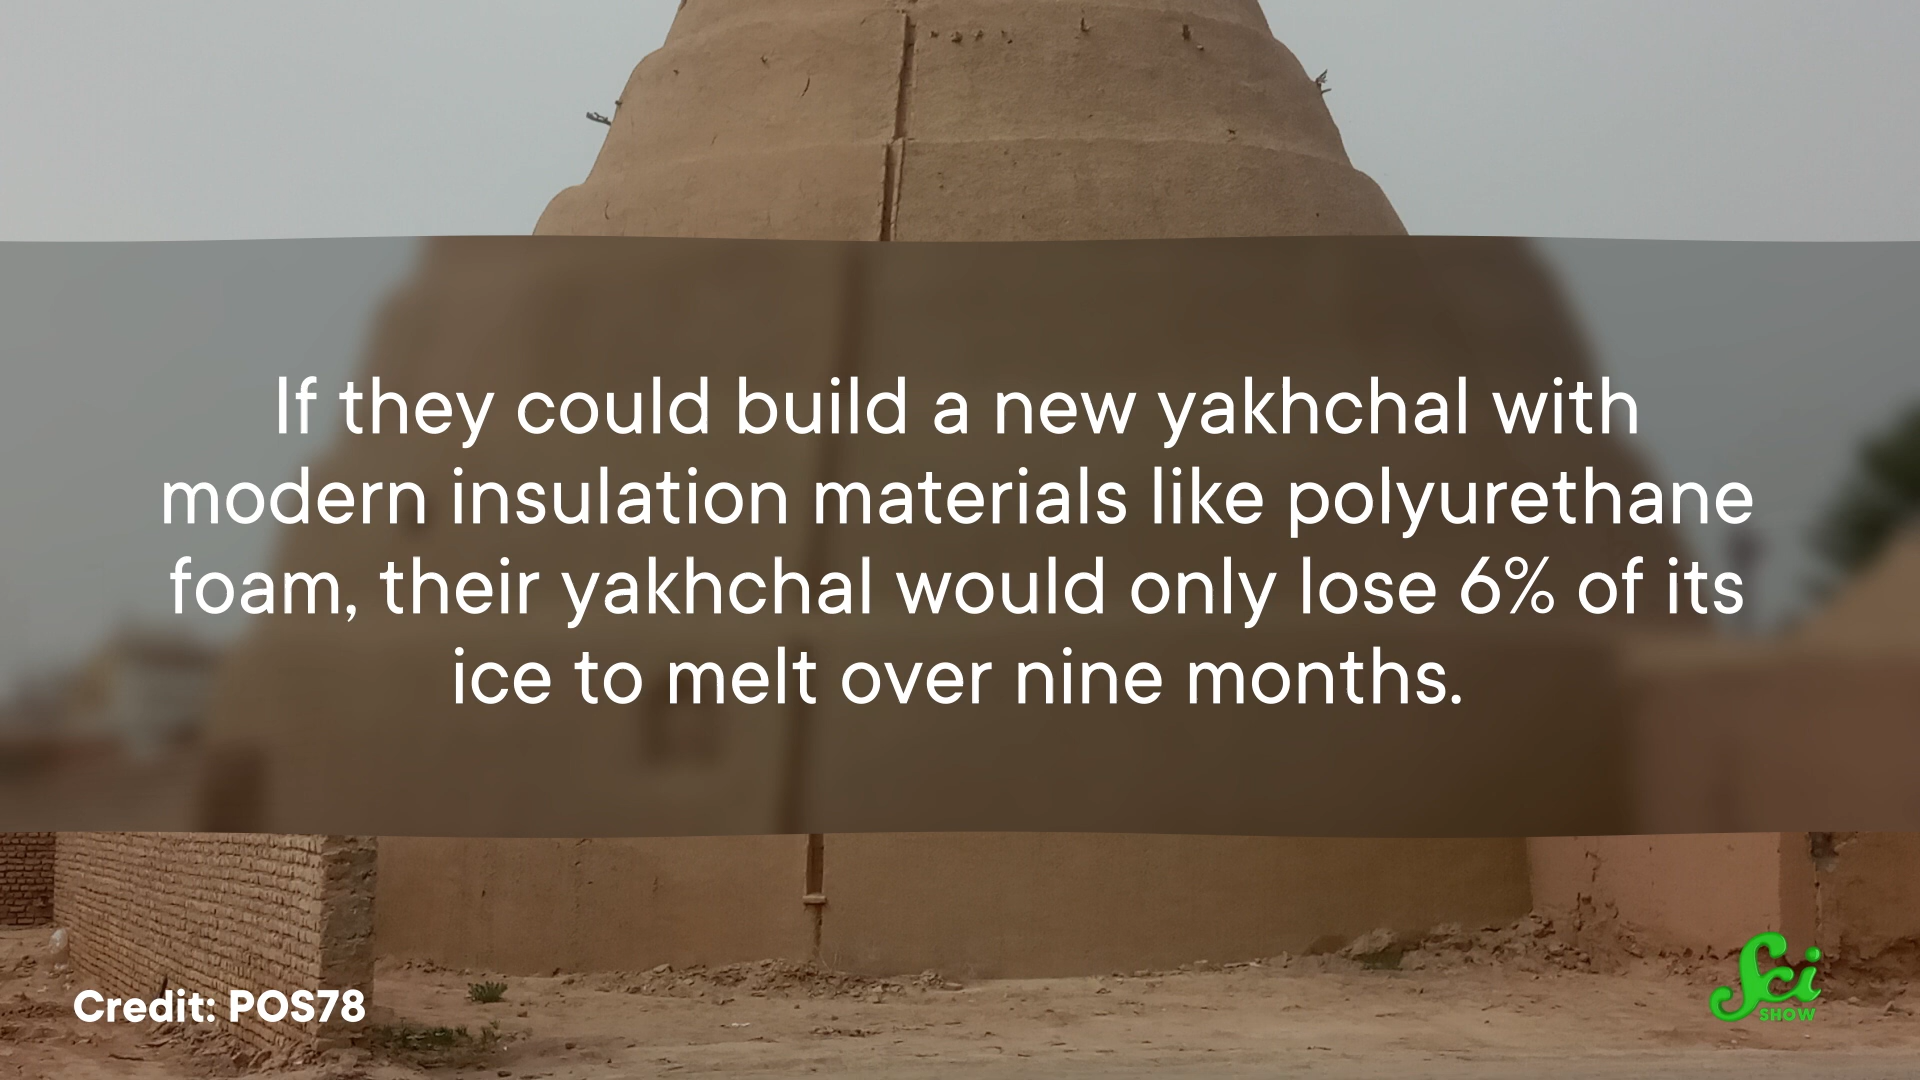 If they could build a new yakhchal with
modern insulation materials like polyurethane
foam, their yakhchal would only lose 6% of its
ice to melt over nine months.
Credit: POS78
Sci
SHOW